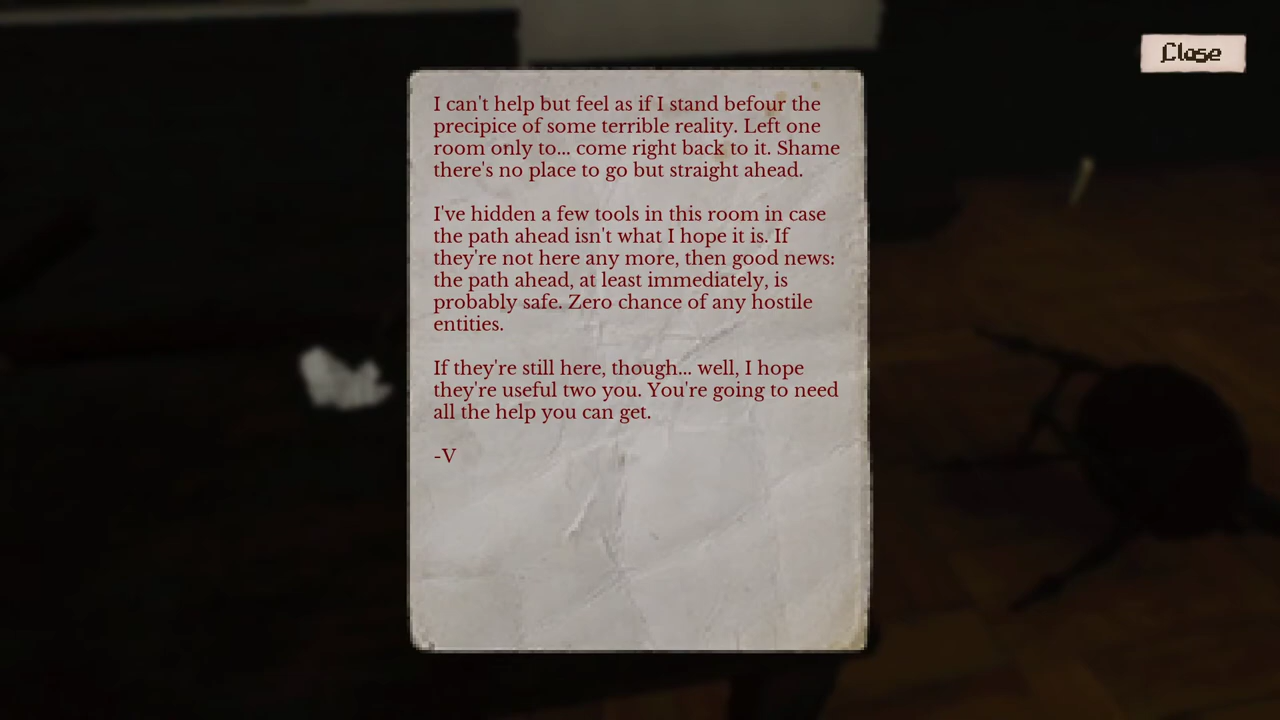 Close
I can't help but feel as if I stand befour the
precipice of some terrible reality. Left one
room only to... come right back to it. Shame
there's no place to go but straight ahead.
I've hidden a few tools in this room in case
the path ahead isn't what I hope it is. If
they're not here any more, then good news:
the path ahead, at least immediately, is
probably safe. Zero chance of any hostile
entities.
If they're still here, though... well, I hope
they're useful two you. You're going to need
all the help you can get.
-V